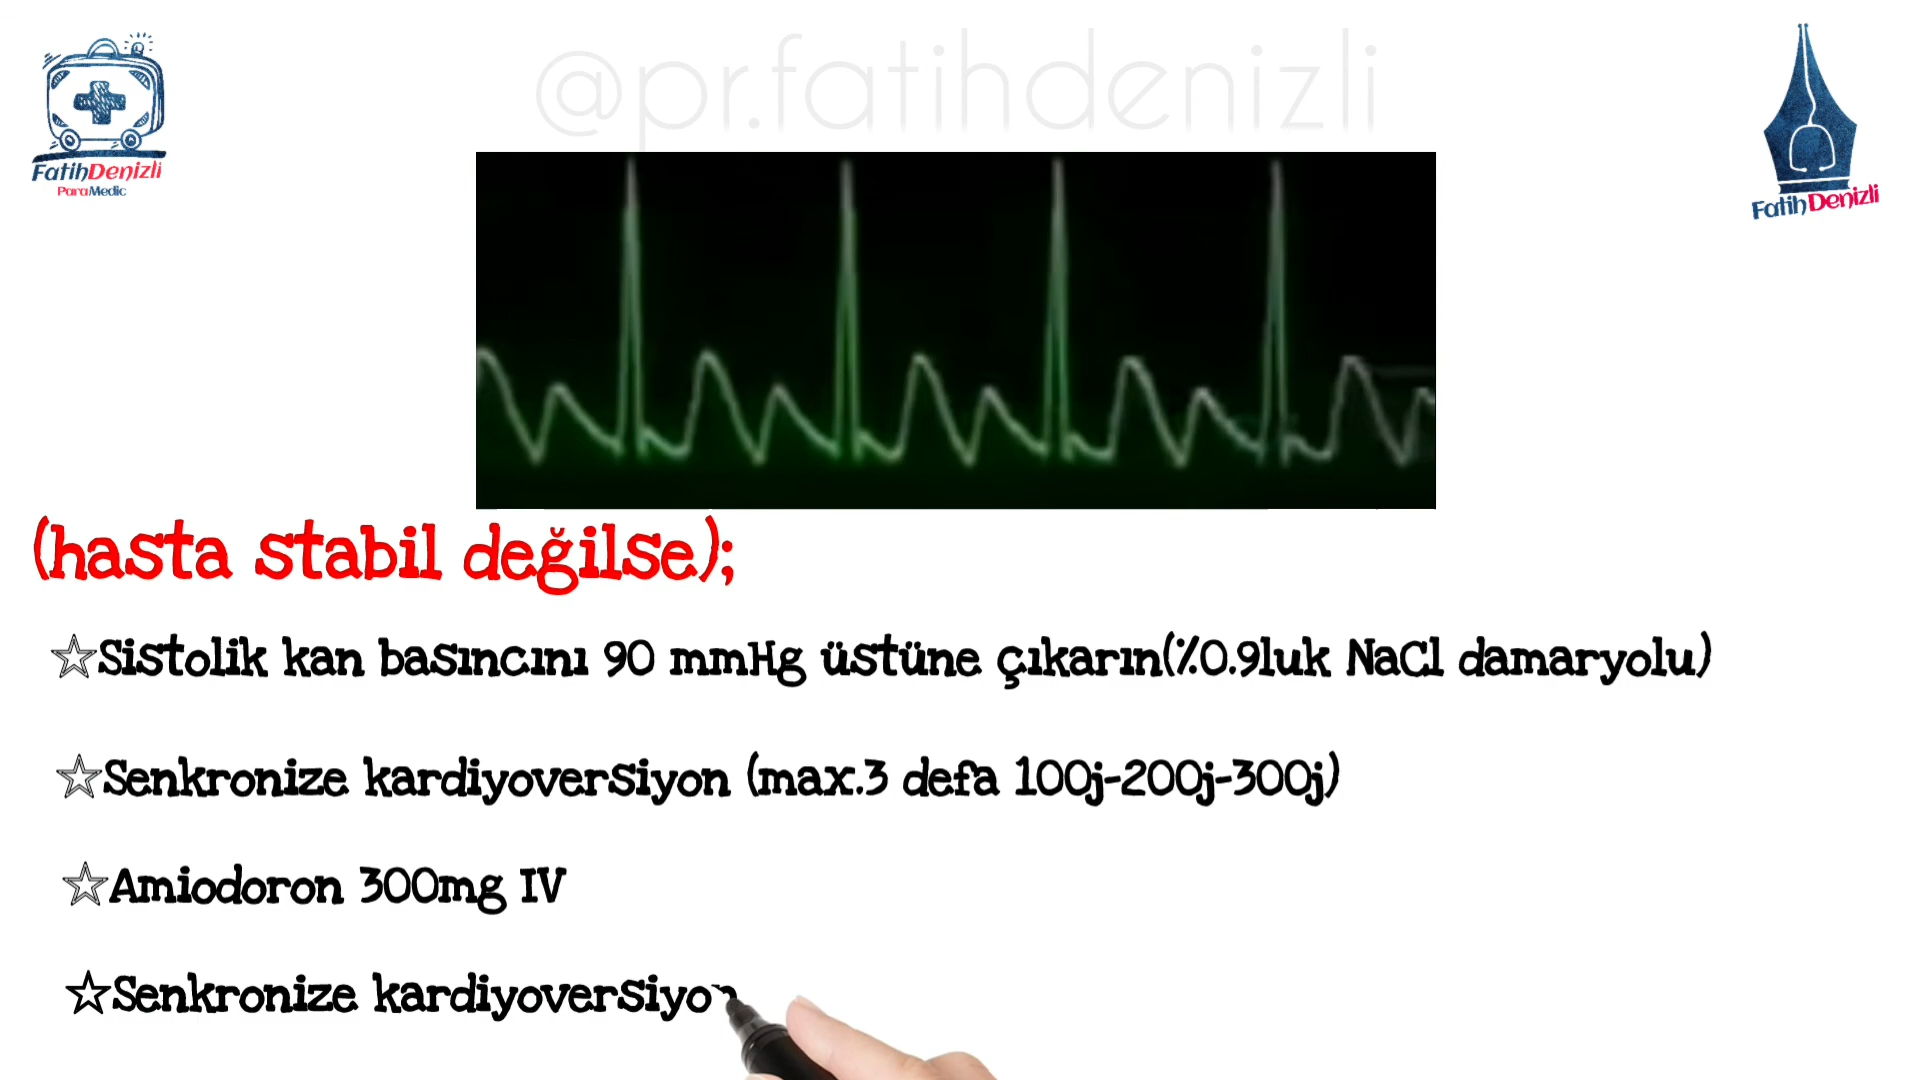 @pr.fatihdenizli
FatihDenizli
ParaMedic
FatihDenizli
(hasta stabil değilse);
☆Sistolik kan basıncını 90 mmHg üstüne çıkarın(%0.9luk NaCl damaryolu)
☆Senkronize kardiyoversiyon (max.3 defa 100j-200j-300j)
☆Amiodoron 300mg IV
☆Senkronize kardiyoversiyon